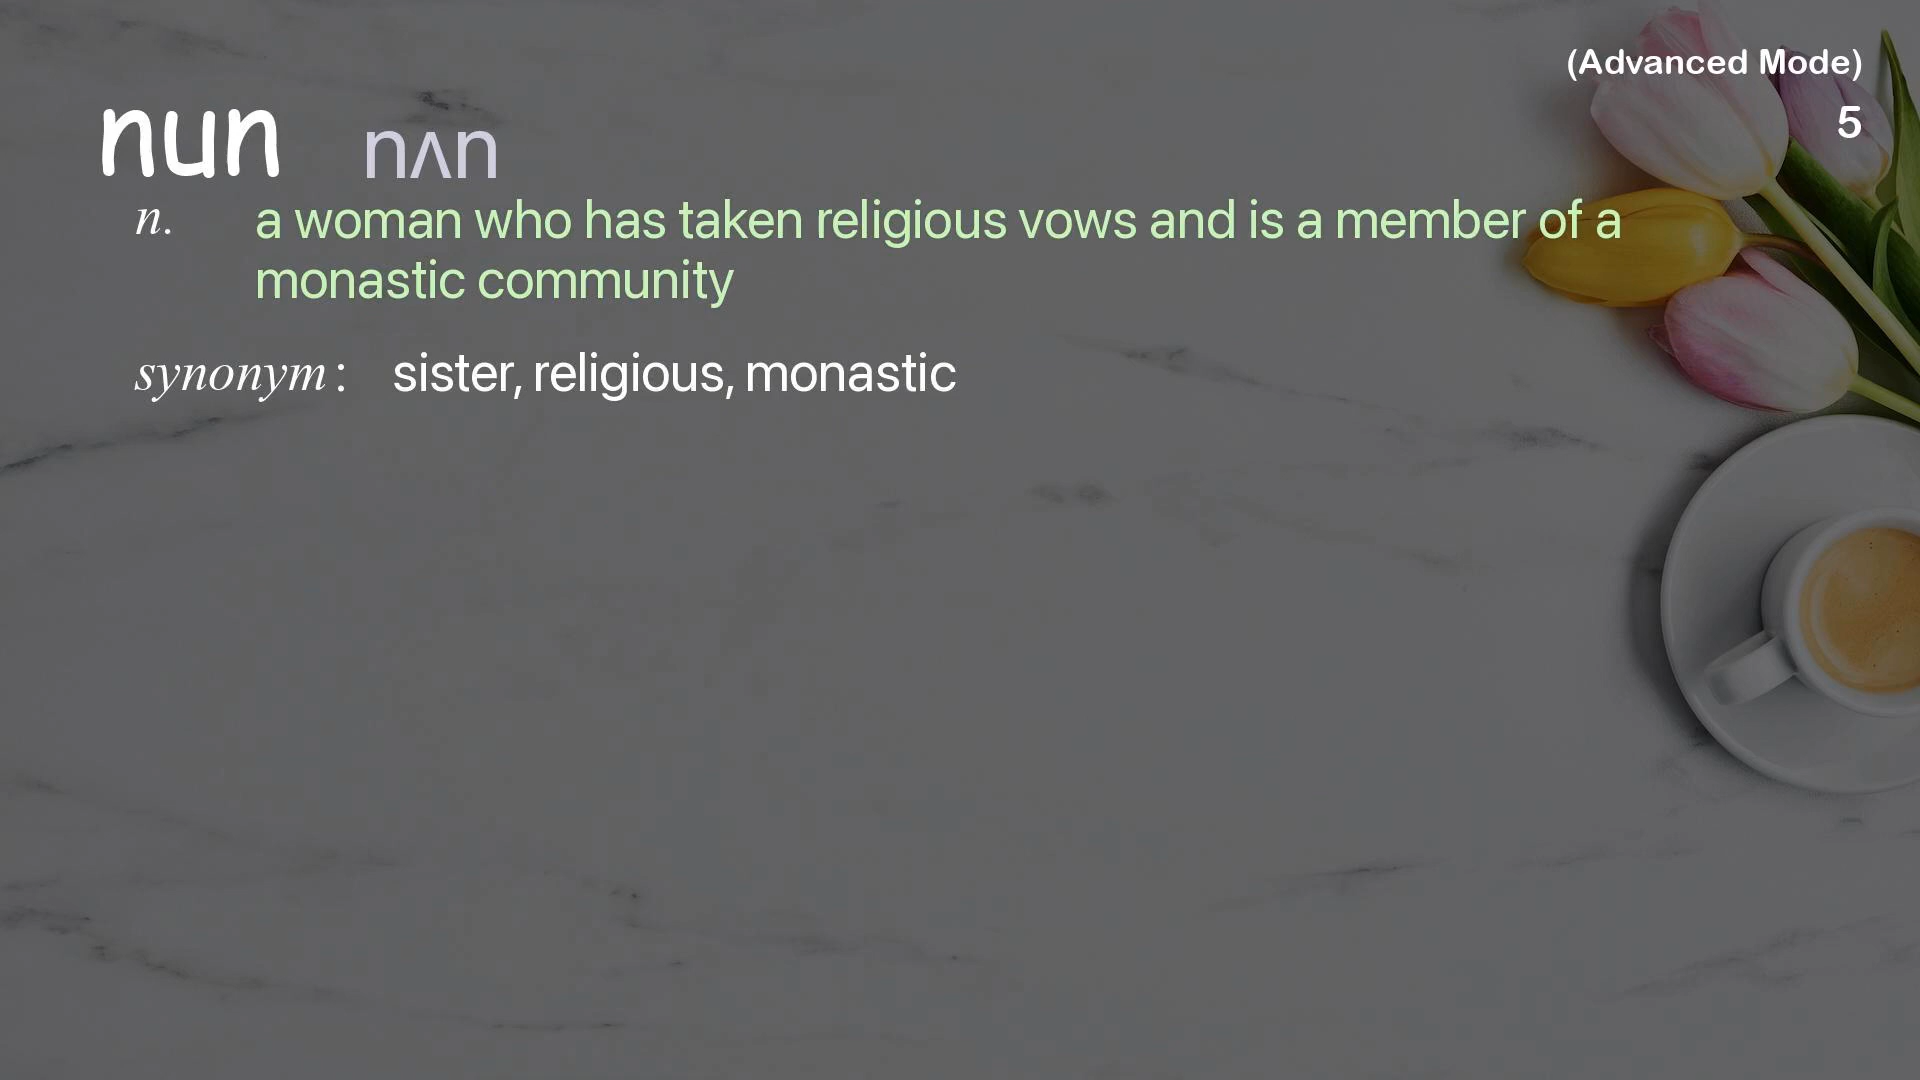 (Advanced Mode)
5
nun nʌn
n. a woman who has taken religious vows and is a member of a
monastic community
synonym: sister, religious, monastic